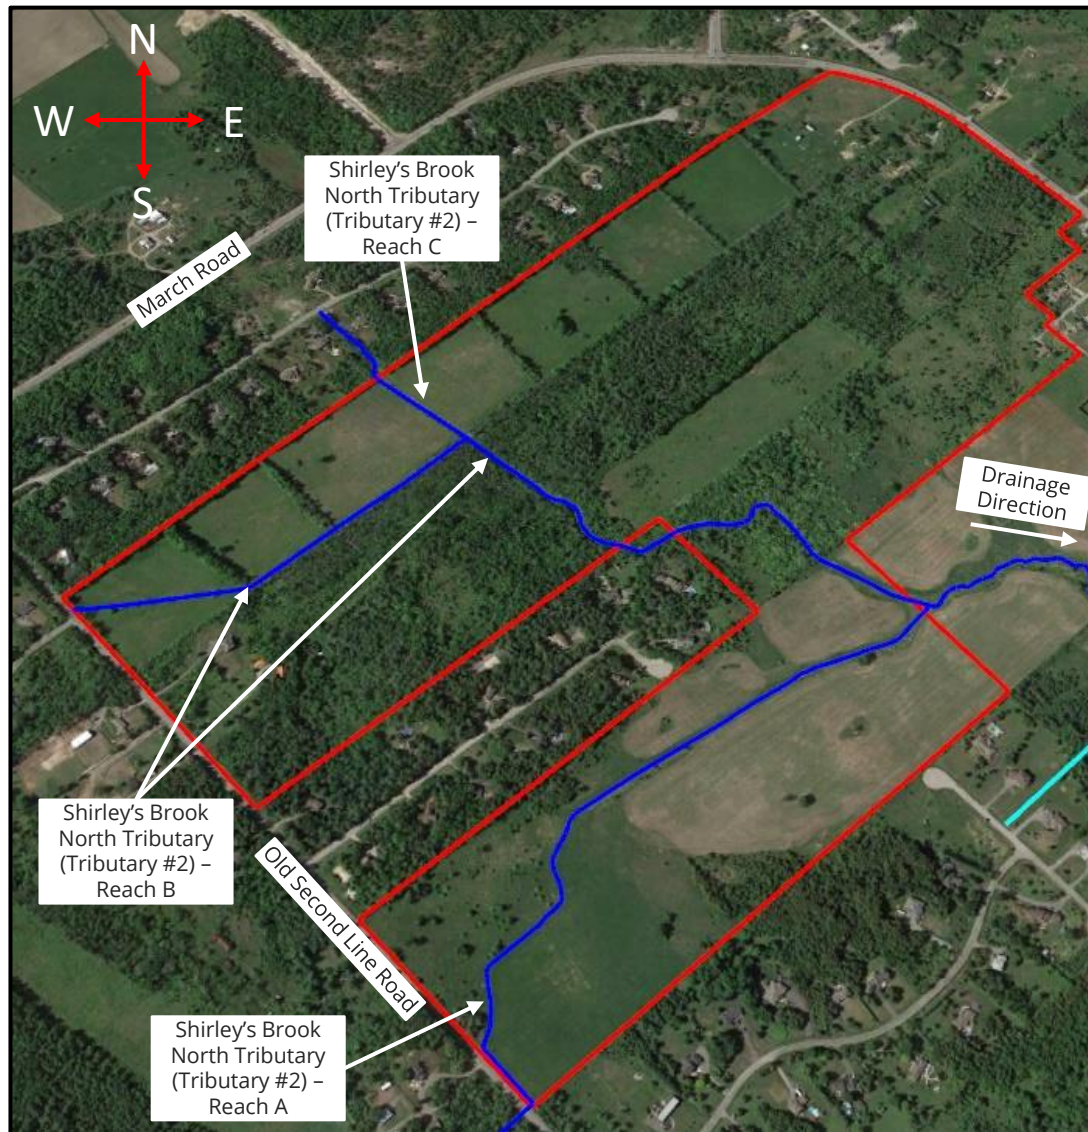 N
W
E
S
Shirley's Brook
North Tributary
(Tributary #2) –
Reach C
March Road
Drainage
Direction
Shirley's Brook
North Tributary
(Tributary #2) –
Reach B
Old Second Line Road
Shirley's Brook
North Tributary
(Tributary #2) –
Reach A